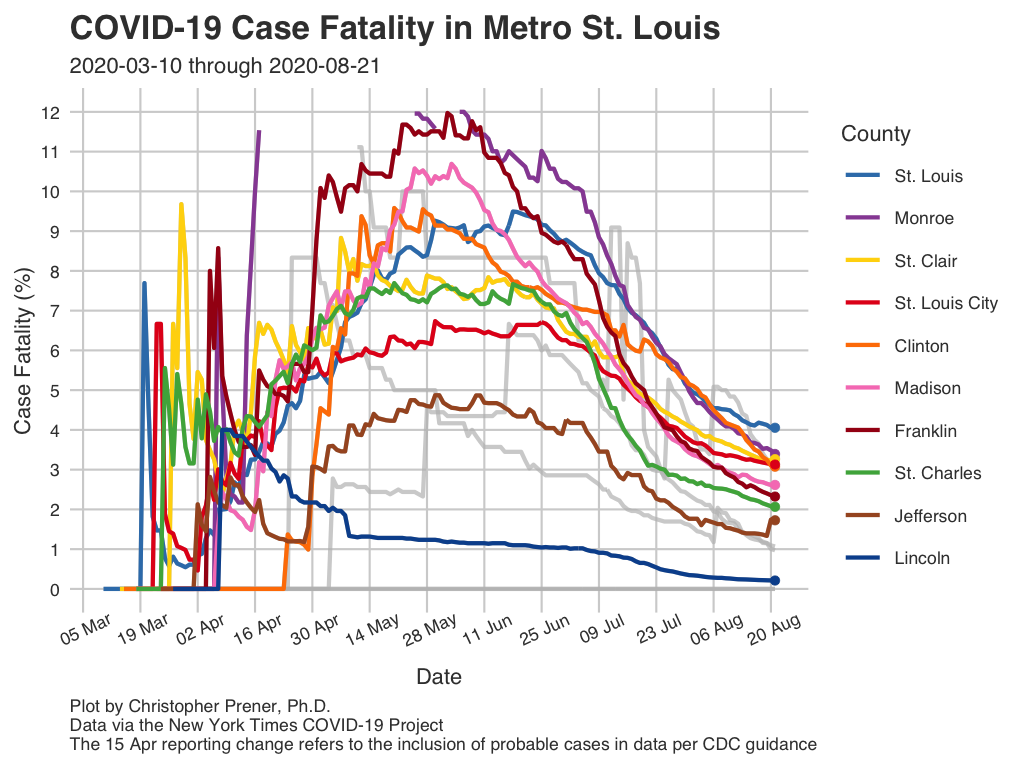 COVID-19 Case Fatality in Metro St. Louis
2020-03-10 through 2020-08-21
Case Fatality (%)
12
11
10
9
8
7
6
5
4
3
2
1
0
05 Mar
19 Mar
02 Apr
16 Apr
30 Apr
14 May
28 May
11 Jun
25 Jun
09 Jul
23 Jul
06 Aug
20 Aug
Date
County
St. Louis
Monroe
St. Clair
St. Louis City
Clinton
Madison
Franklin
St. Charles
Jefferson
Lincoln
Plot by Christopher Prener, Ph.D.
Data via the New York Times COVID-19 Project
The 15 Apr reporting change refers to the inclusion of probable cases in data per CDC guidance